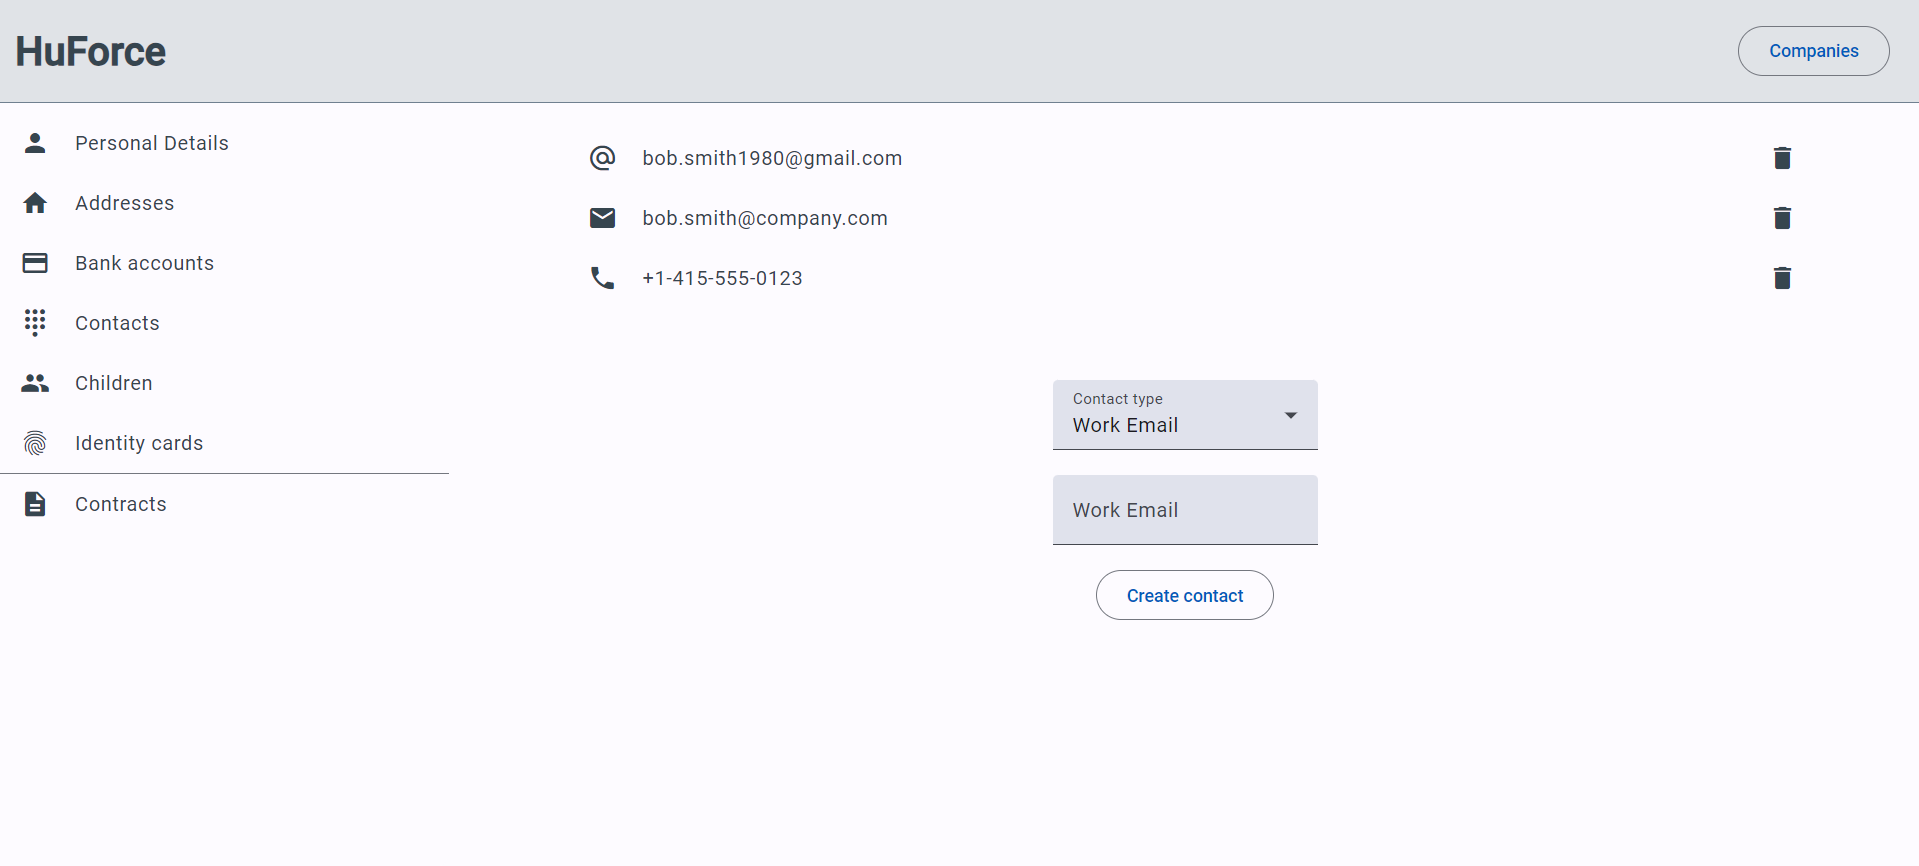 HuForce
Companies
Personal Details
Addresses
Bank accounts
Contacts
Children
Identity cards
Contracts
bob.smith1980@gmail.com
bob.smith@company.com
+1-415-555-0123
Contact type
Work Email
Work Email
Create contact